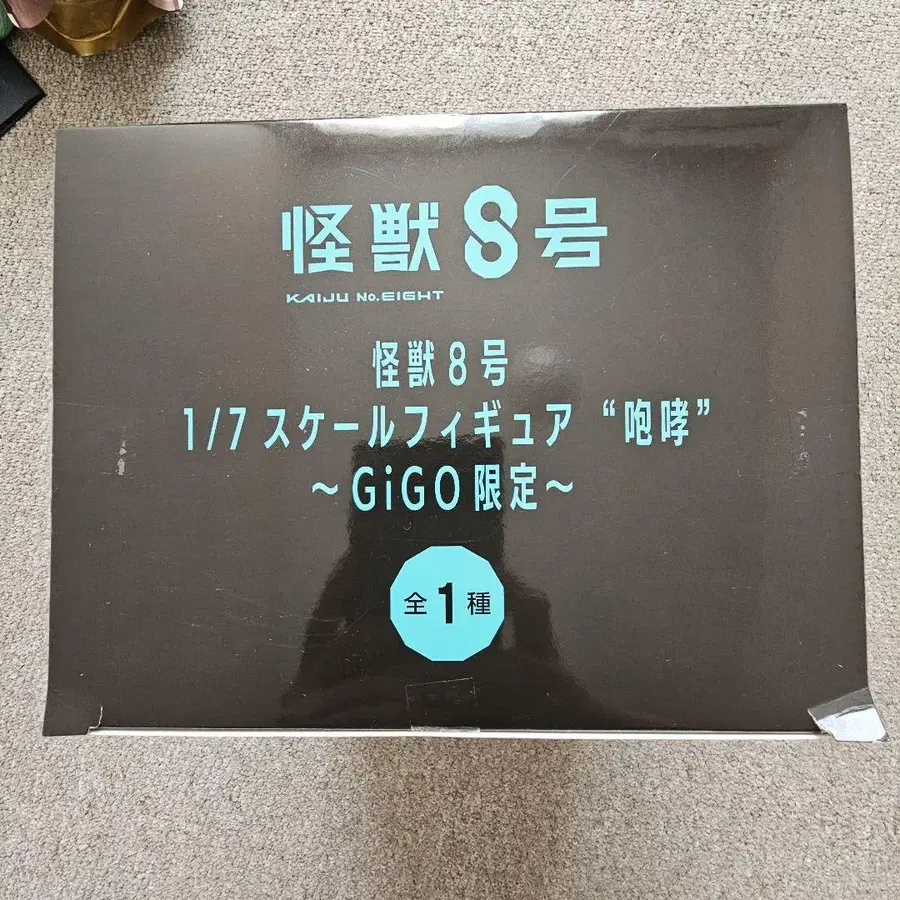 怪獣8号
KAIJU No.EIGHT
怪獣8号
1/7スケールフィギュア“咆哮”
~GiGO限定~
全1種